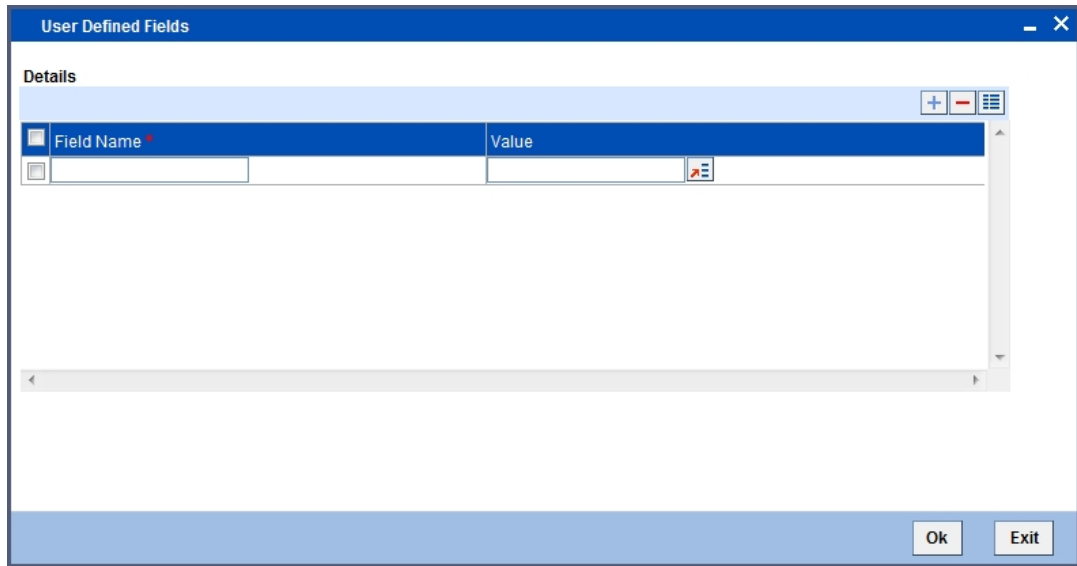 User Defined Fields
Details
Field Name *
Value
Ok
Exit